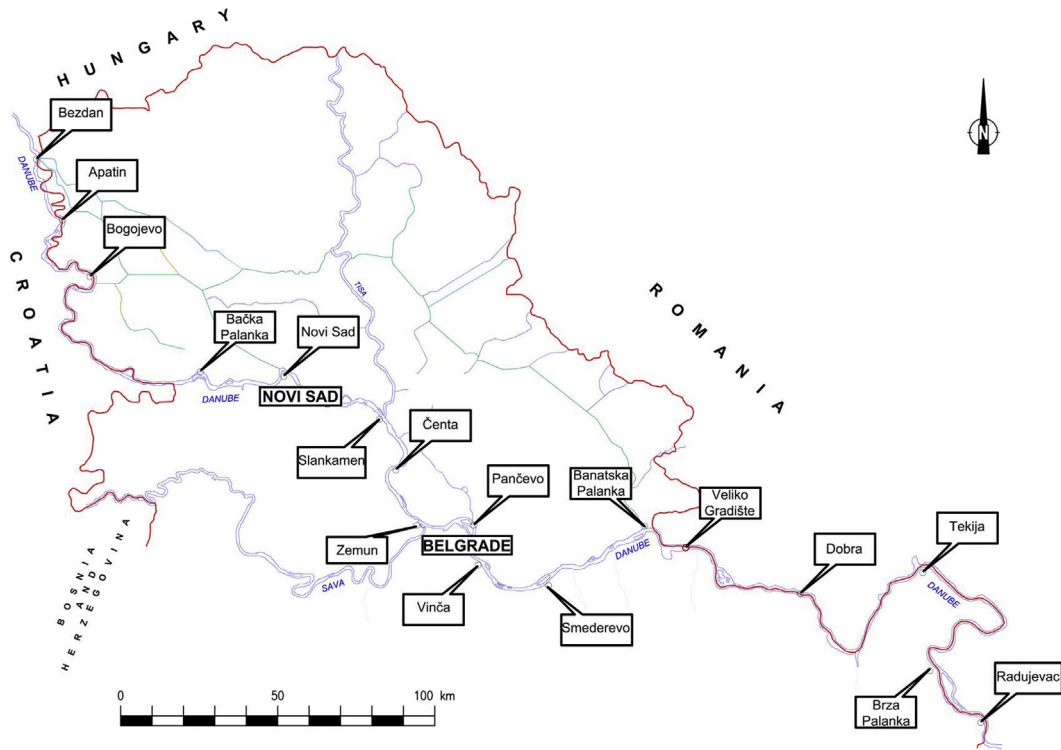 HUNGARY
Bezdan
DANUBE
Apatin
Bogojevo
CROATIA
N
ROMANIA
TISA
Bačka
Palanka
Novi Sad
DANUBE
NOVI SAD
Čenta
Slankamen
Pančevo
Banatska
Palanka
Veliko
Gradište
Zemun
BELGRADE
DANUBE
Dobra
Tekija
DANUBE
SAVA
Vinča
Smederevo
BOSNIA
AND
HERZEGOVINA
Brza
Palanka
Radujevac
0 50 100 km